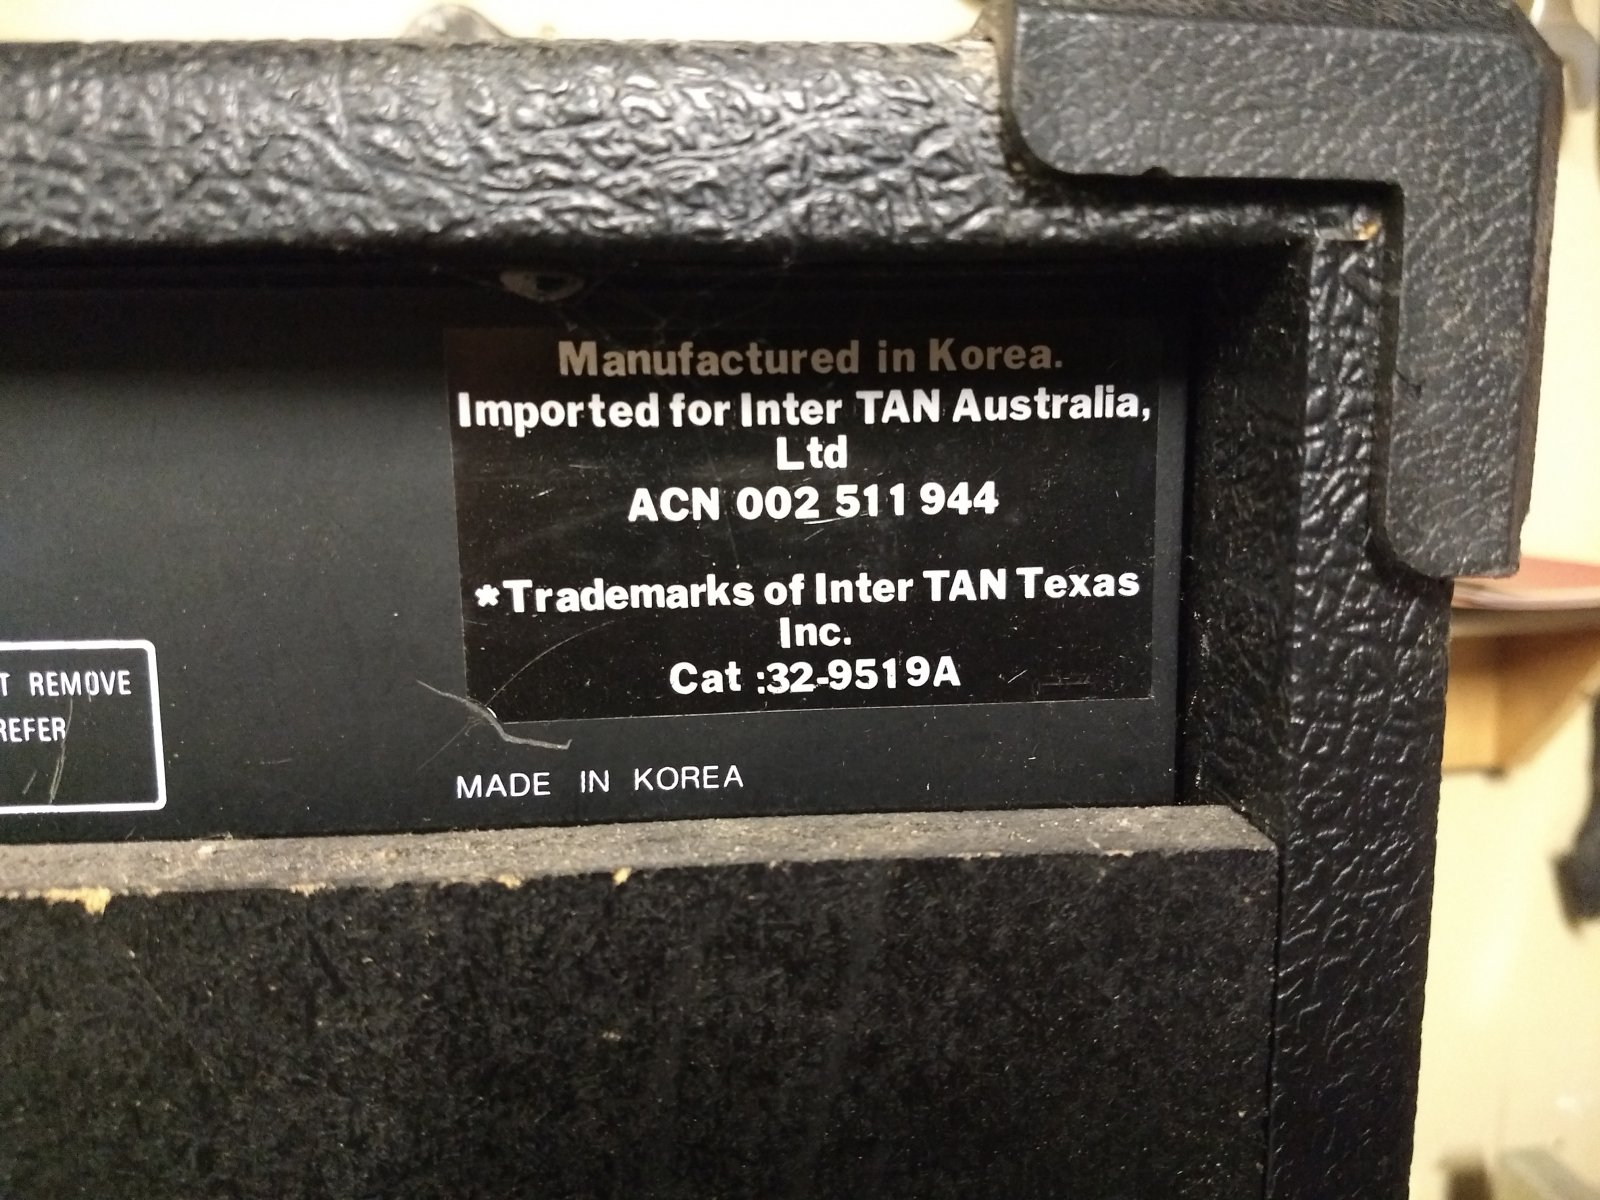 Manufactured in Korea.
Imported for Inter TAN Australia,
Ltd
ACN 002 511 944
*Trademarks of Inter TAN Texas
Inc.
Cat :32-9519A
REMOVE
REFER
MADE IN KOREA